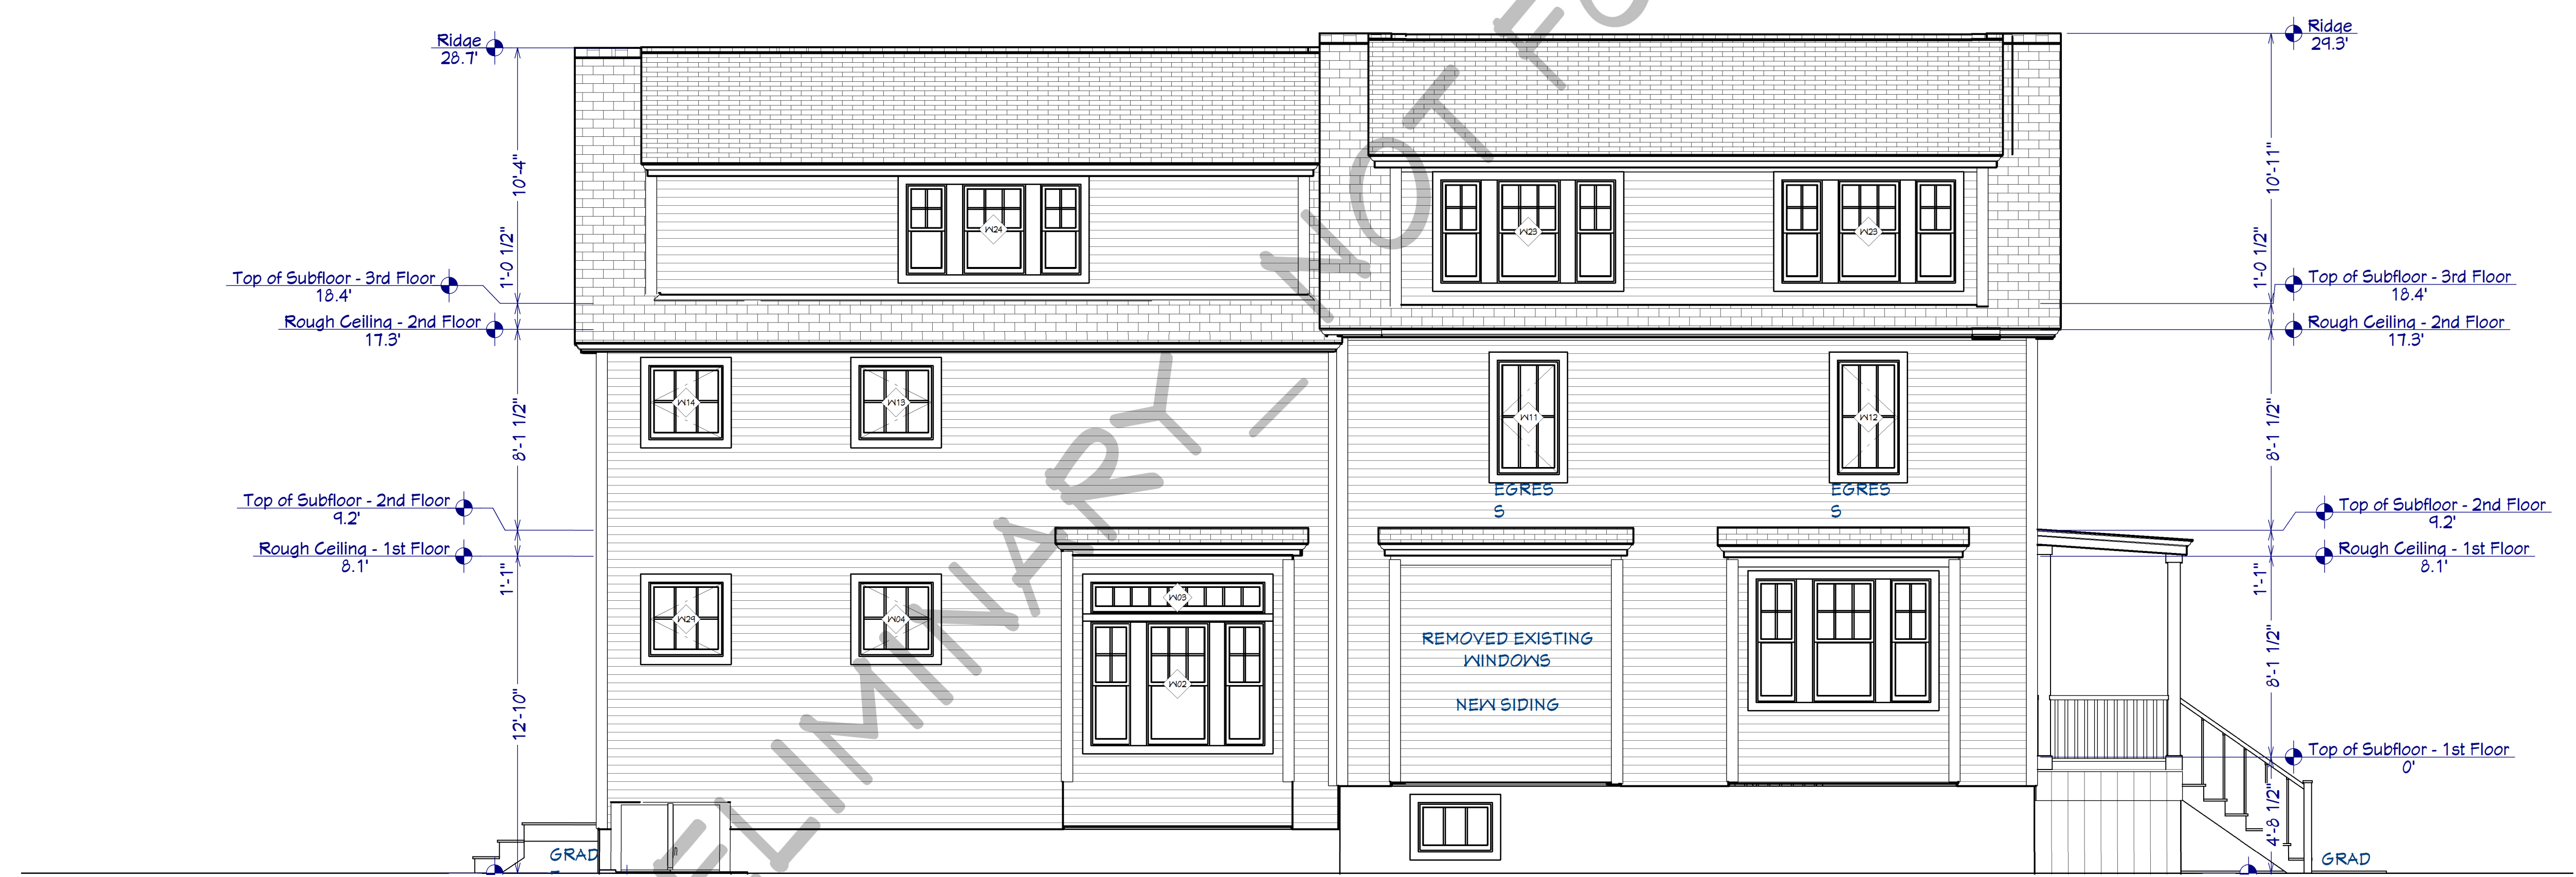 Ridge
28.7'
10'-4"
1'-0 1/2"
Top of Subfloor - 3rd Floor
18.4'
Rough Ceiling - 2nd Floor
17.3'
8'-1 1/2"
Top of Subfloor - 2nd Floor
9.2'
Rough Ceiling - 1st Floor
8.1'
1'-1"
12'-10"
GRAD
W24
W14
W13
W29
W04
W03
W02
ELIMINARY_NOT FO
W23
W23
W11
W12
EGRES
S
EGRES
S
REMOVED EXISTING
WINDOWS
NEW SIDING
Ridge
29.3'
10'-11"
1'-0 1/2"
Top of Subfloor - 3rd Floor
18.4'
Rough Ceiling - 2nd Floor
17.3'
8'-1 1/2"
Top of Subfloor - 2nd Floor
9.2'
Rough Ceiling - 1st Floor
8.1'
1'-1"
8'-1 1/2"
Top of Subfloor - 1st Floor
0'
4'-8 1/2"
GRAD